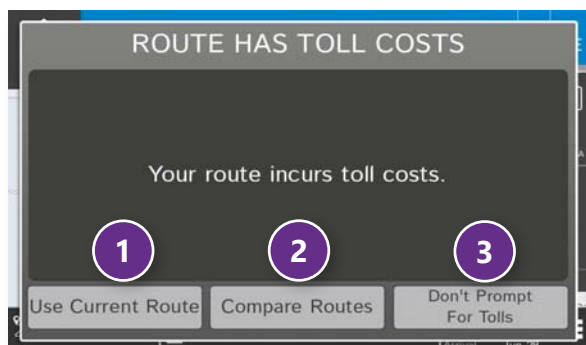 ROUTE HAS TOLL COSTS
Your route incurs toll costs.
1
2
3
Use Current Route
Compare Routes
Don't Prompt
For Tolls